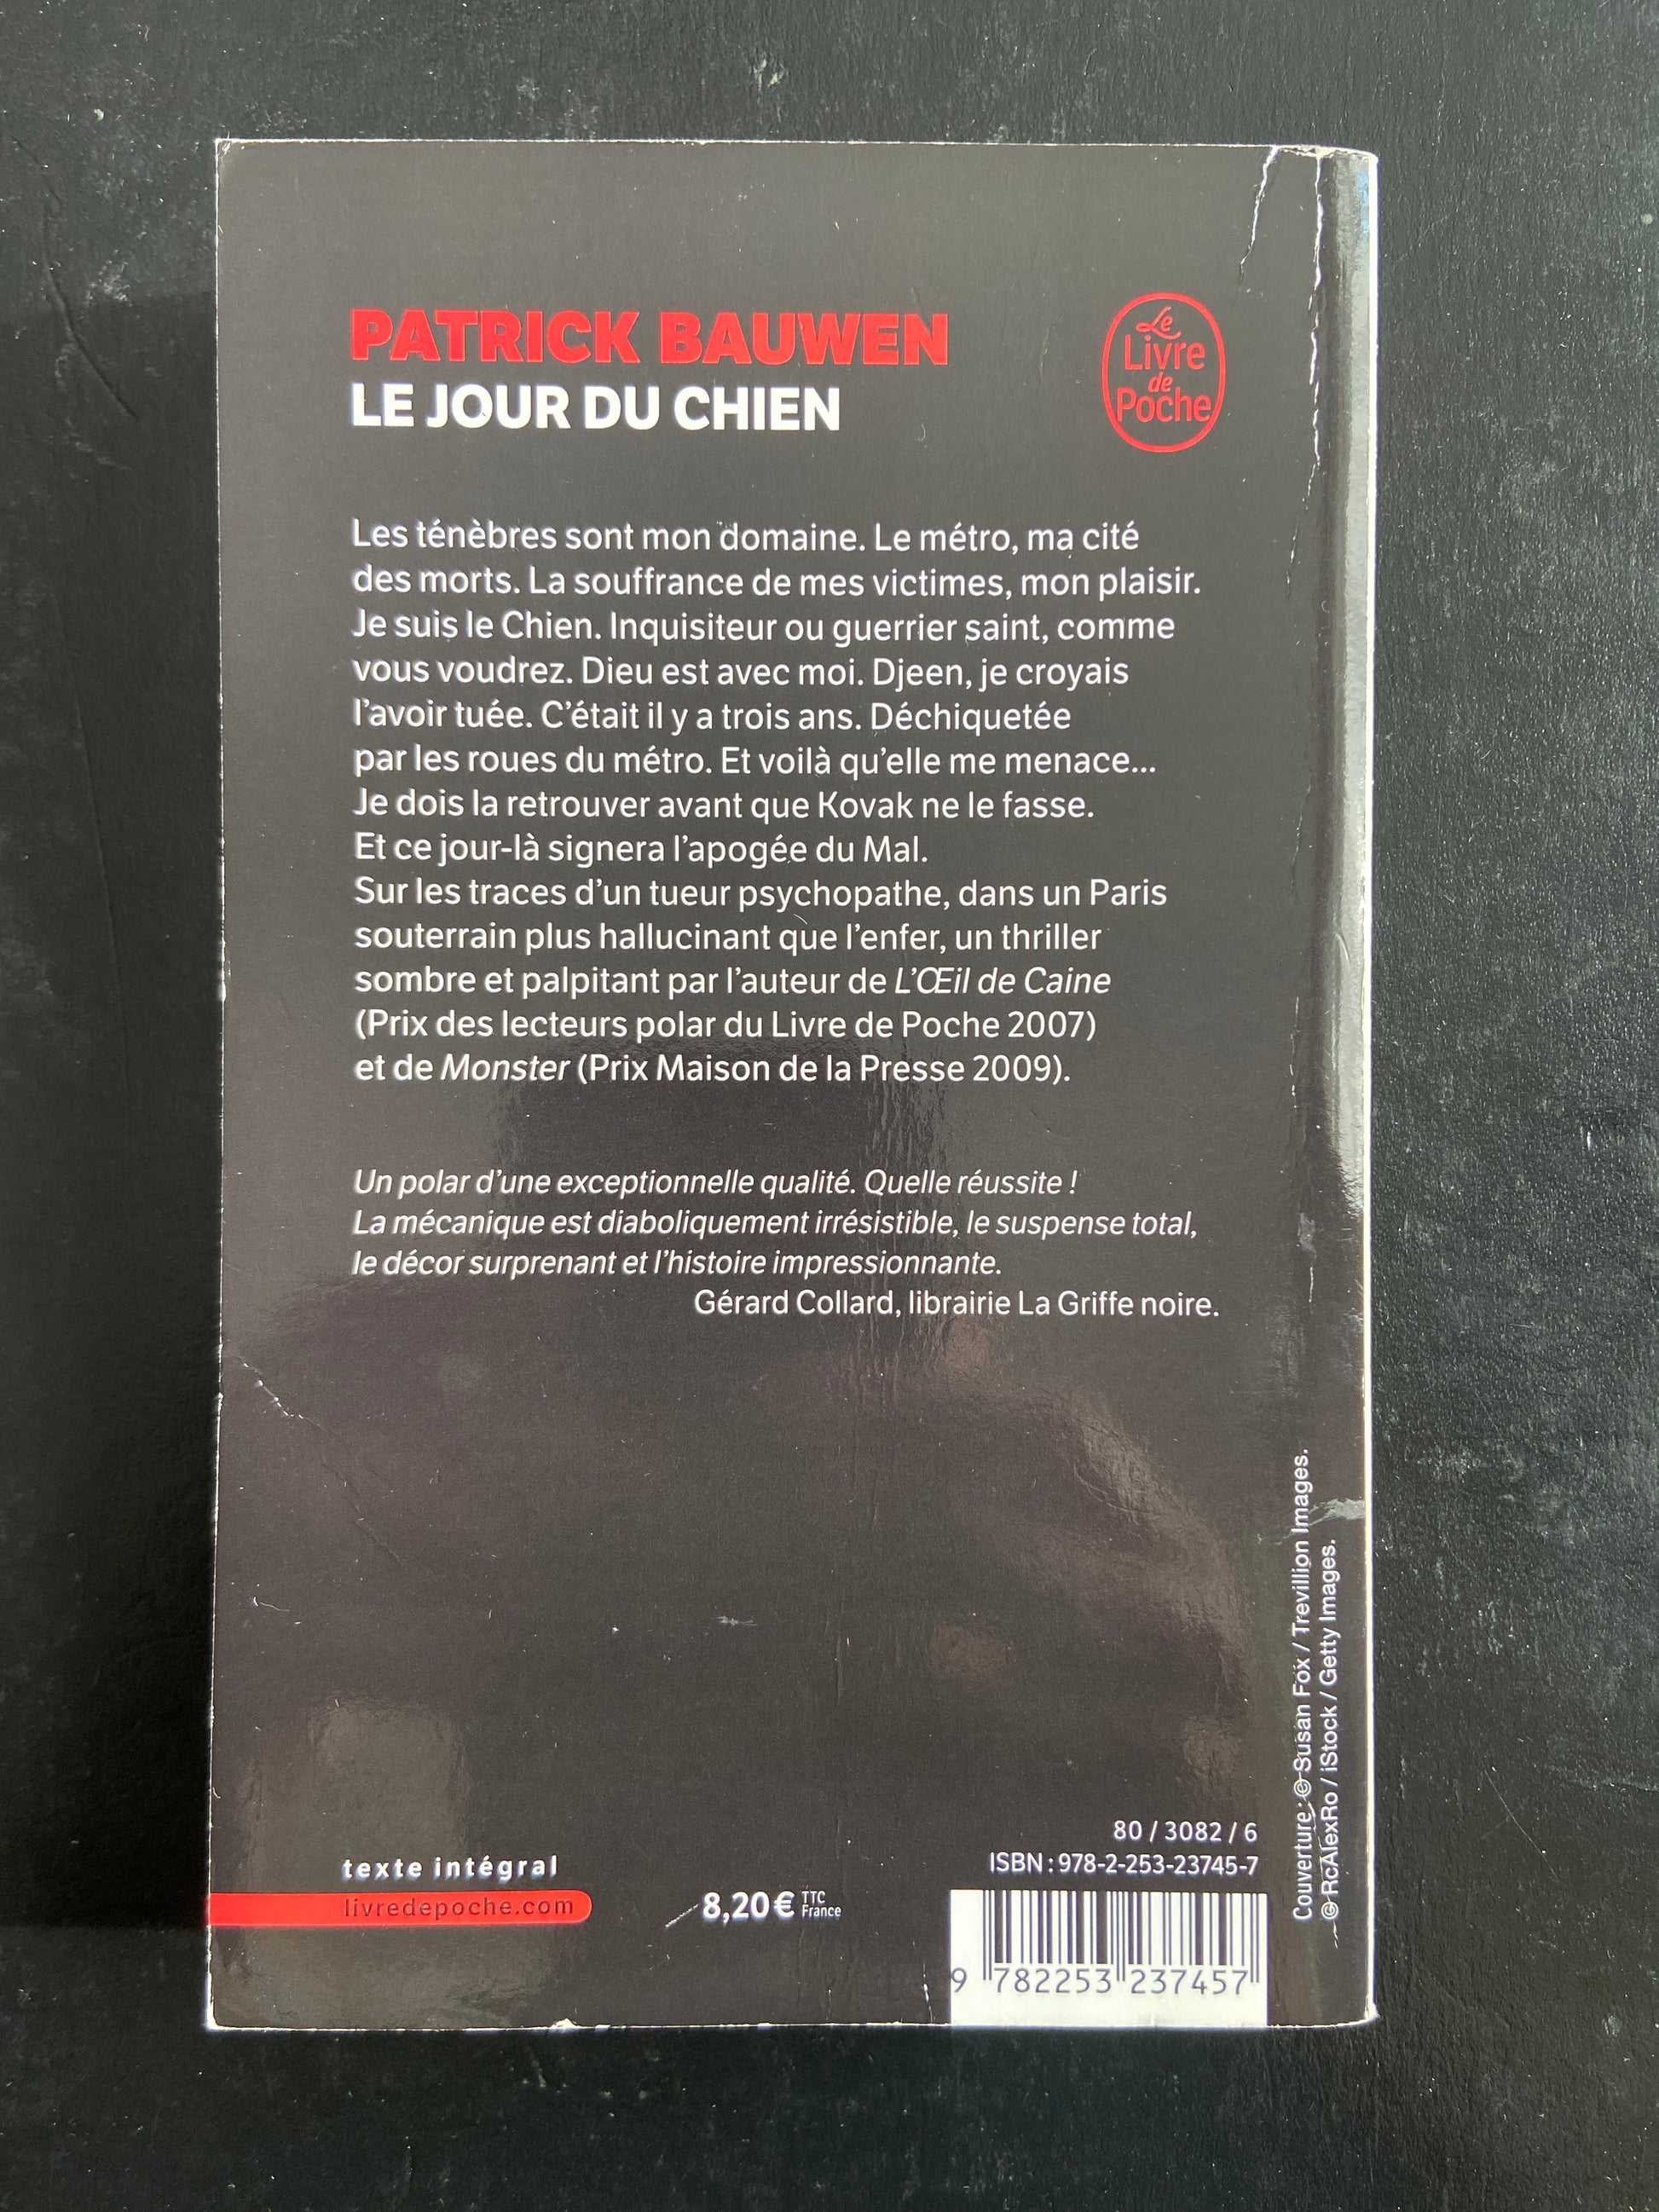 PATRICK BAUWEN
LE JOUR DU CHIEN
Le
Livre
de
Poche
Les ténèbres sont mon domaine. Le métro, ma cité
des morts. La souffrance de mes victimes, mon plaisir.
Je suis le Chien. Inquisiteur ou guerrier saint, comme
vous voudrez. Dieu est avec moi. Djeen, je croyais
l’avoir tuée. C’était il y a trois ans. Déchiquetée
par les roues du métro. Et voilà qu’elle me menace...
Je dois la retrouver avant que Kovak ne le fasse.
Et ce jour-là signera l’apogée du Mal.
Sur les traces d’un tueur psychopathe, dans un Paris
souterrain plus hallucinant que l’enfer, un thriller
sombre et palpitant par l’auteur de L’Œil de Caine
(Prix des lecteurs polar du Livre de Poche 2007)
et de Monster (Prix Maison de la Presse 2009).
Un polar d’une exceptionnelle qualité. Quelle réussite !
La mécanique est diaboliquement irrésistible, le suspense total,
le décor surprenant et l’histoire impressionnante.
Gérard Collard, librairie La Griffe noire.
Couverture : © Susan Fox / Trevillion Images.
© RcAlexRo / iStock / Getty Images.
texte intégral
livredepoche.com
8,20 € TTC
France
80 / 3082 / 6
ISBN : 978-2-253-23745-7
9 782253 237457